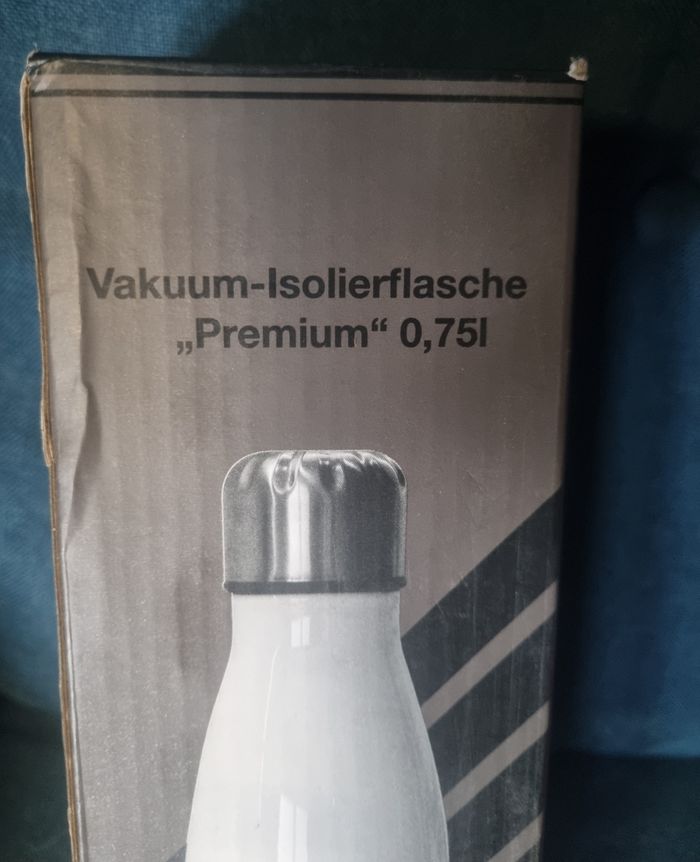 Vakuum-Isolierflasche
„Premium“ 0,75l